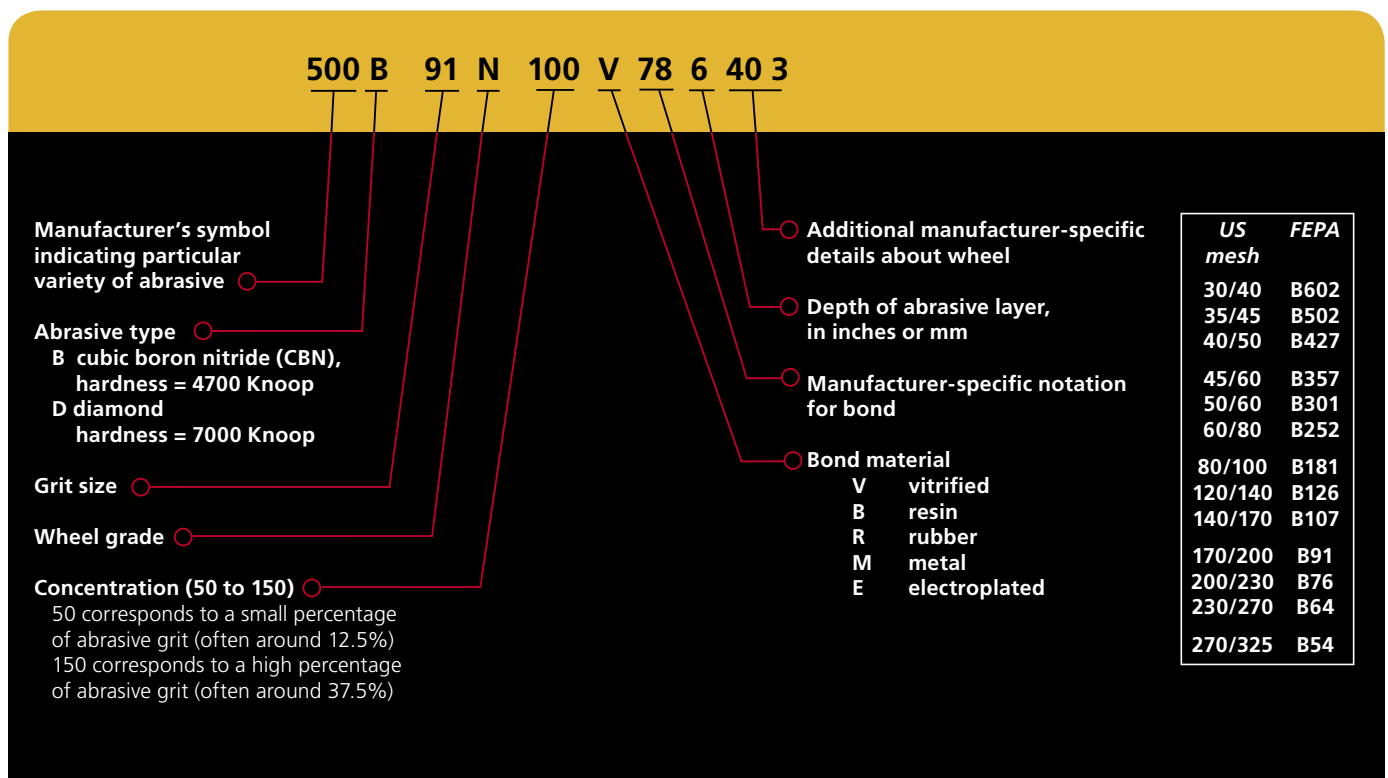 500 B 91 N 100 V 78 6 40 3
Manufacturer’s symbol
indicating particular
variety of abrasive
Abrasive type
B cubic boron nitride (CBN),
hardness = 4700 Knoop
D diamond
hardness = 7000 Knoop
Grit size
Wheel grade
Concentration (50 to 150)
50 corresponds to a small percentage
of abrasive grit (often around 12.5%)
150 corresponds to a high percentage
of abrasive grit (often around 37.5%)
Additional manufacturer-specific
details about wheel
Depth of abrasive layer,
in inches or mm
Manufacturer-specific notation
for bond
Bond material
V vitrified
B resin
R rubber
M metal
E electroplated
US FEPA
mesh
30/40 B602
35/45 B502
40/50 B427
45/60 B357
50/60 B301
60/80 B252
80/100 B181
120/140 B126
140/170 B107
170/200 B91
200/230 B76
230/270 B64
270/325 B54